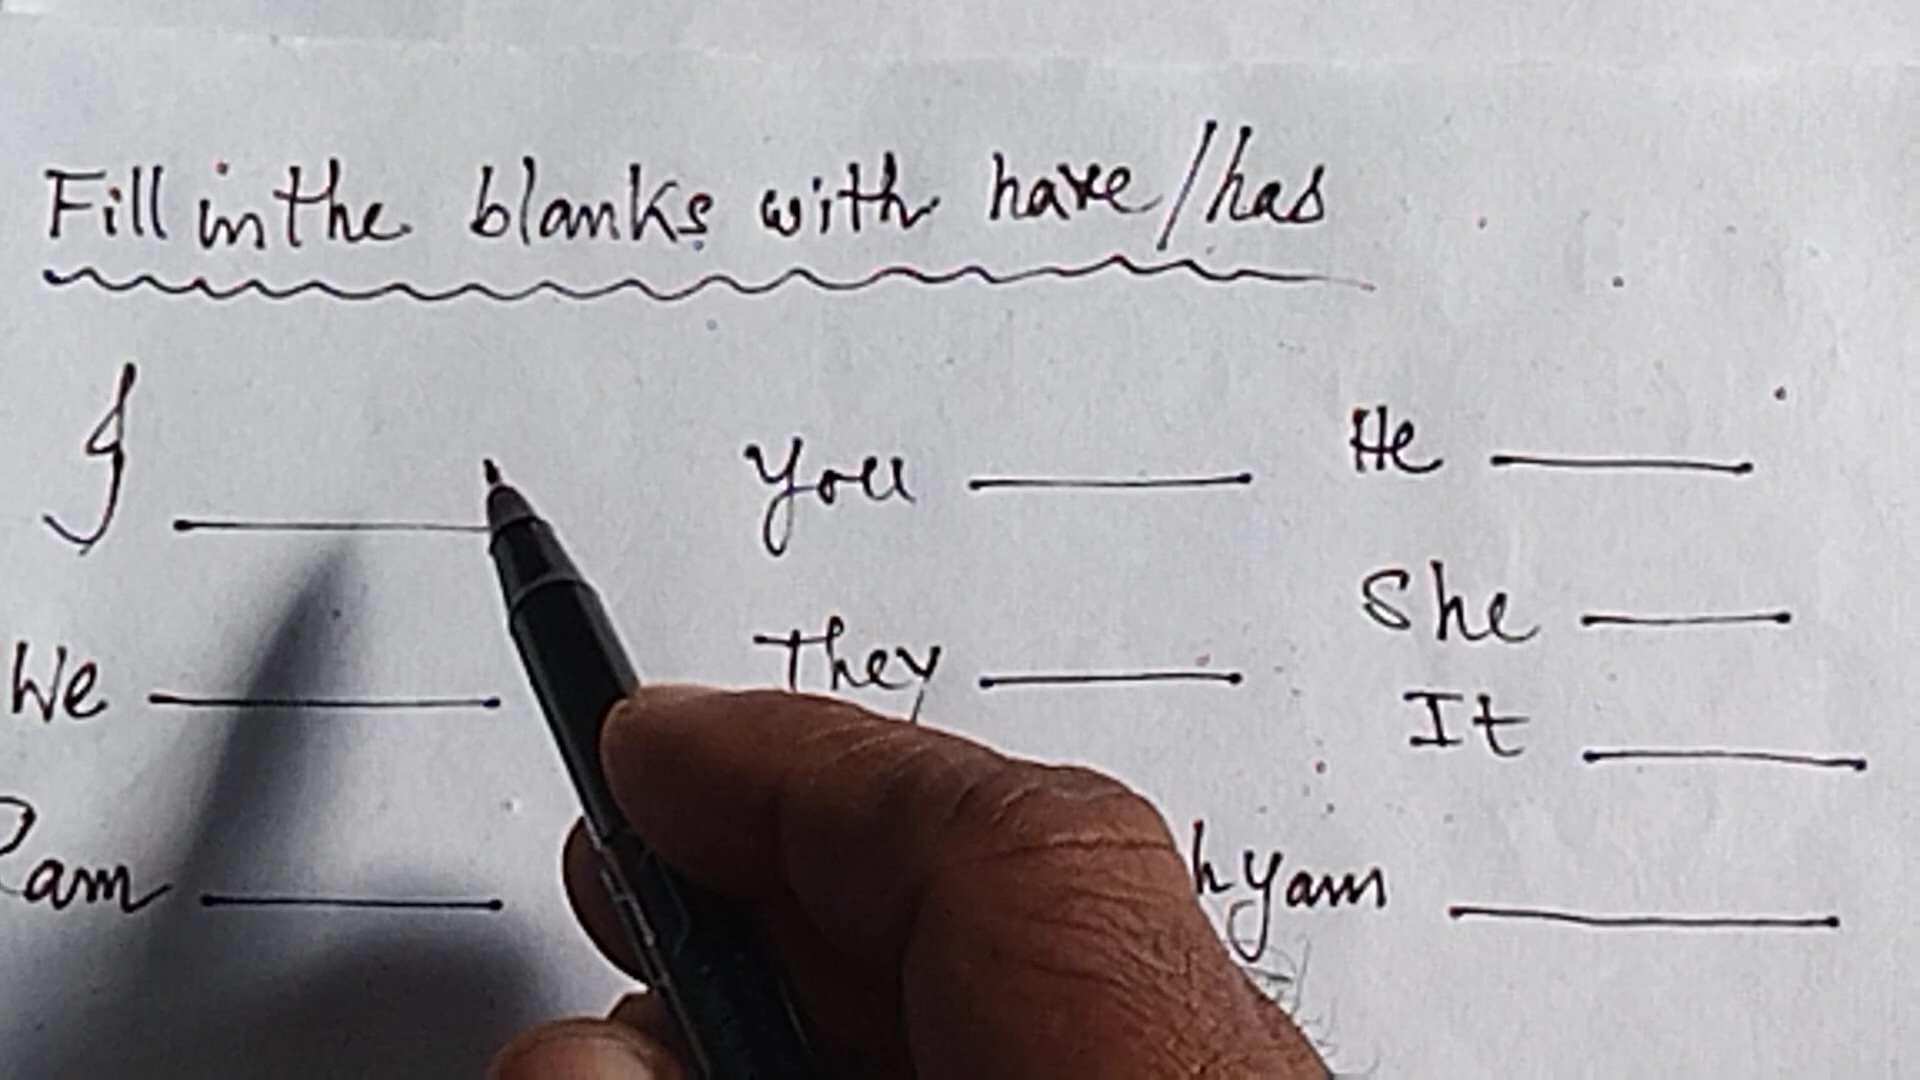 Fill in the blanks with have/has
I ______ You ______ He ______
She ______
We ______ They ______
It ______
Ram ______ hyam ______